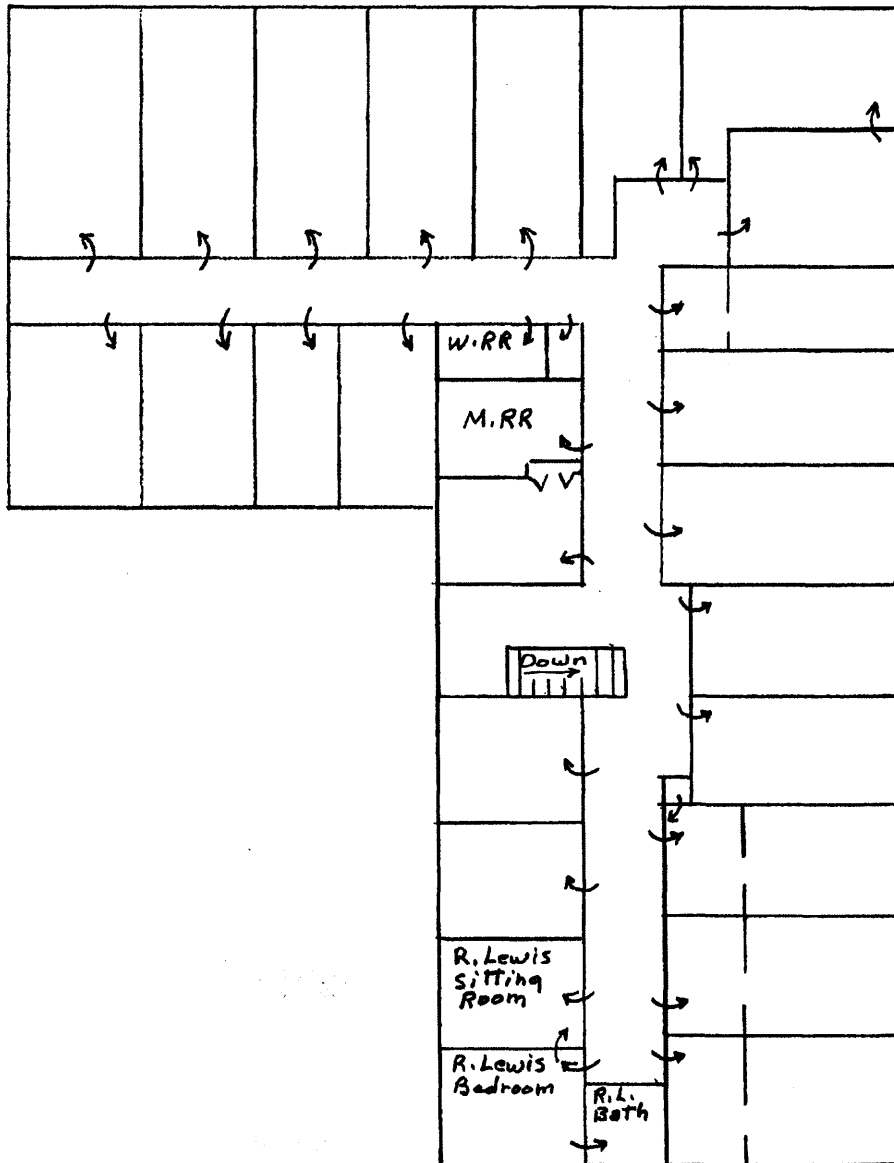 W.RR
M.RR
Down
R.Lewis
Sitting
Room
R.Lewis
Bedroom
R.L.
Bath